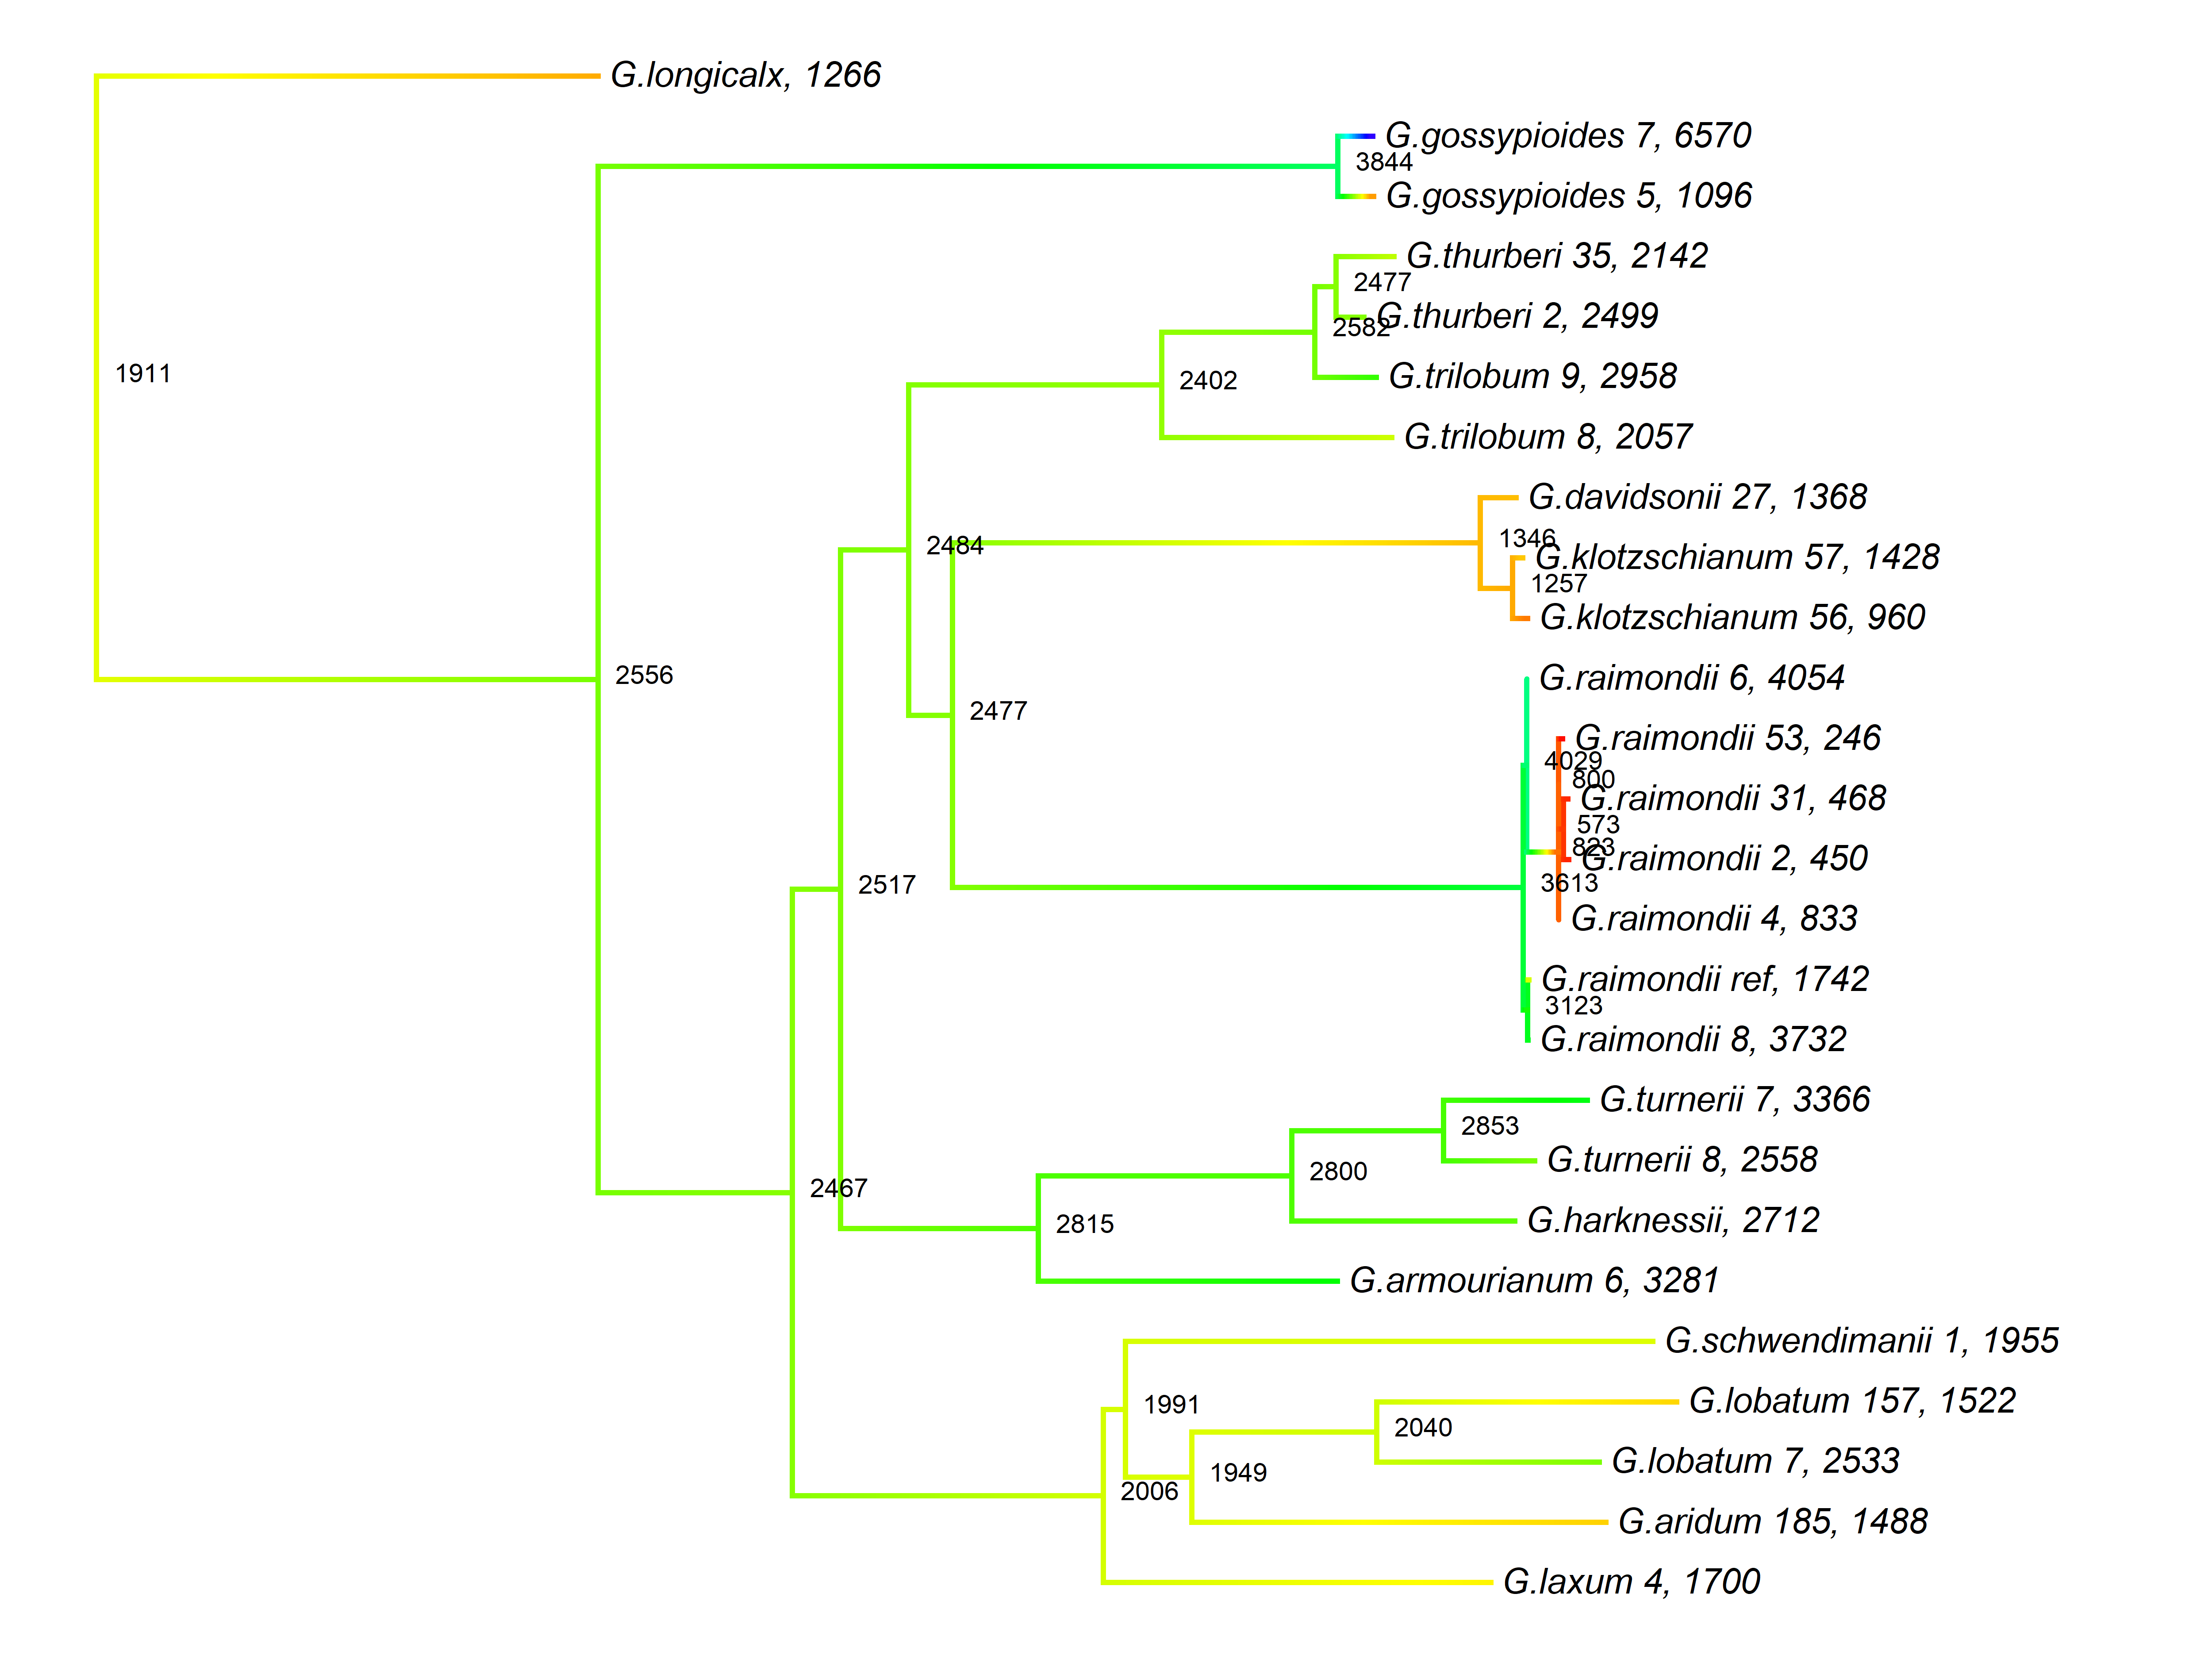 G.longicalx, 1266
G.gossypioides 7, 6570
3844
G.gossypioides 5, 1096
G.thurberi 35, 2142
2477
G.thurberi 2, 2499
2582
1911
G.trilobum 9, 2958
2402
G.trilobum 8, 2057
G.davidsonii 27, 1368
1346
2484
G.klotzschianum 57, 1428
1257
G.klotzschianum 56, 960
2556
G.raimondii 6, 4054
2477
G.raimondii 53, 246
4029
800
G.raimondii 31, 468
573
823
G.raimondii 2, 450
3613
2517
G.raimondii 4, 833
G.raimondii ref, 1742
3123
G.raimondii 8, 3732
G.turnerii 7, 3366
2853
G.turnerii 8, 2558
2800
2467
G.harknessii, 2712
2815
G.armourianum 6, 3281
G.schwendimanii 1, 1955
1991
G.lobatum 157, 1522
2040
G.lobatum 7, 2533
1949
2006
G.aridum 185, 1488
G.laxum 4, 1700